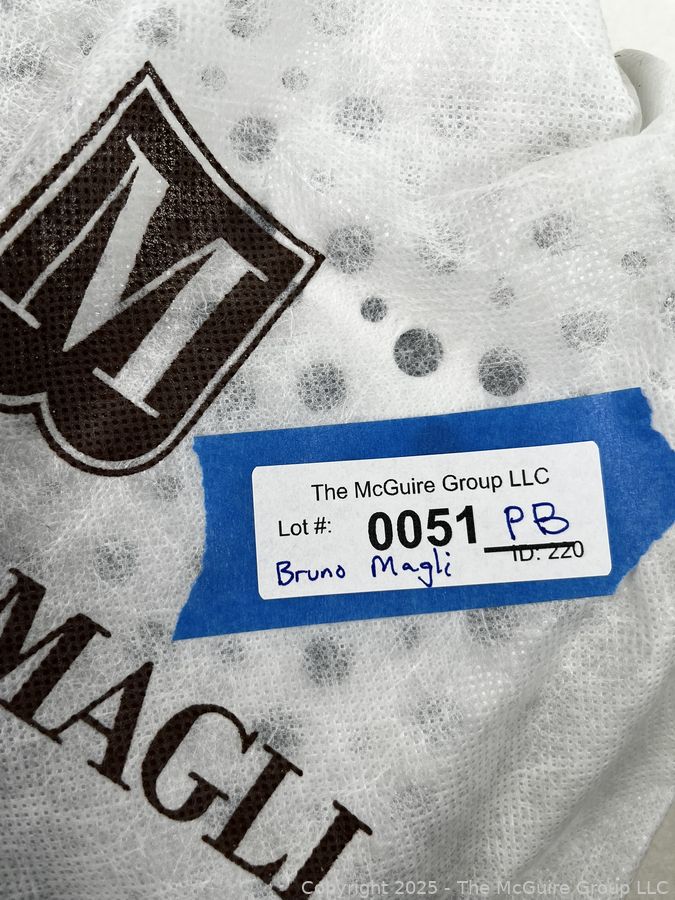 M
The McGuire Group LLC
Lot #: 0051 PB
ID: 220
Bruno Magli
MAGLI
Copyright 2025 - The McGuire Group LLC